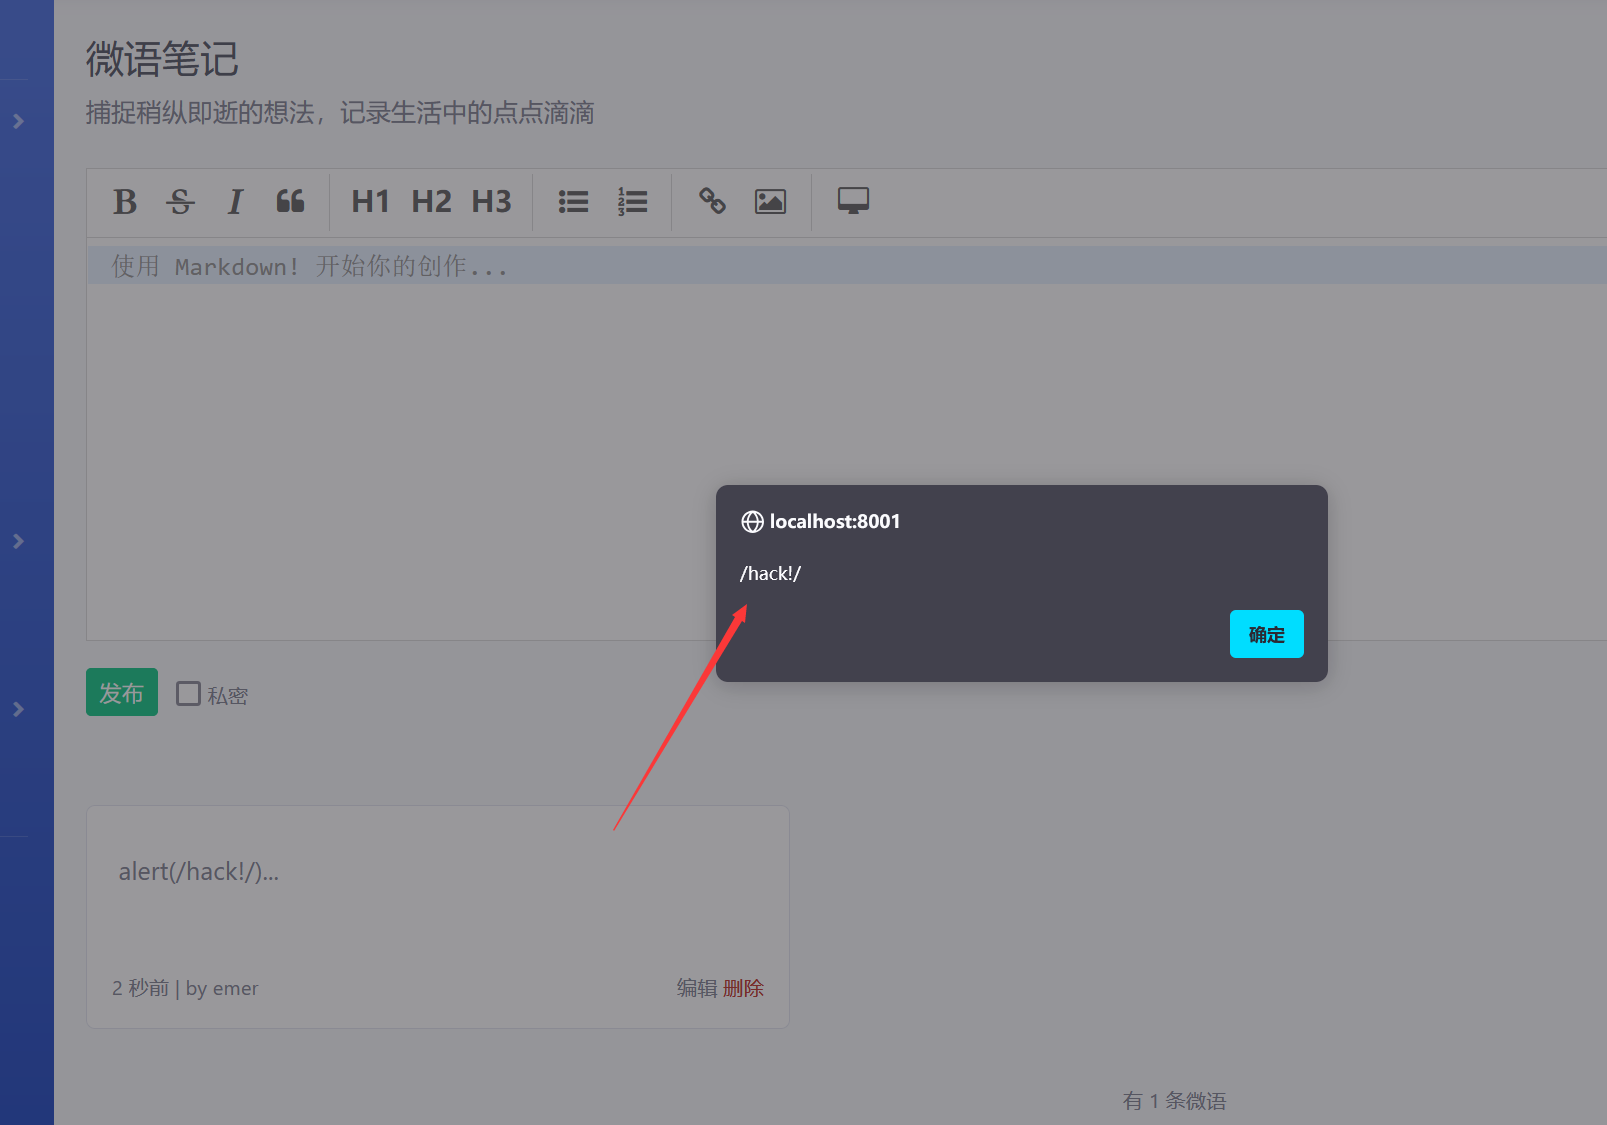 微语笔记
捕捉稍纵即逝的想法，记录生活中的点点滴滴
B S I H1 H2 H3
使用 Markdown! 开始你的创作...
localhost:8001
/hack!/
确定
发布 私密
alert(/hack!/)...
2 秒前 | by emer 编辑 删除
有 1 条微语